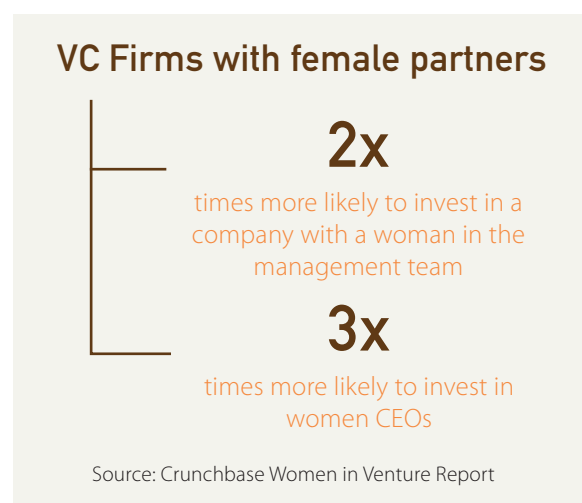 VC Firms with female partners
2x
times more likely to invest in a
company with a woman in the
management team
3x
times more likely to invest in
women CEOs
Source: Crunchbase Women in Venture Report